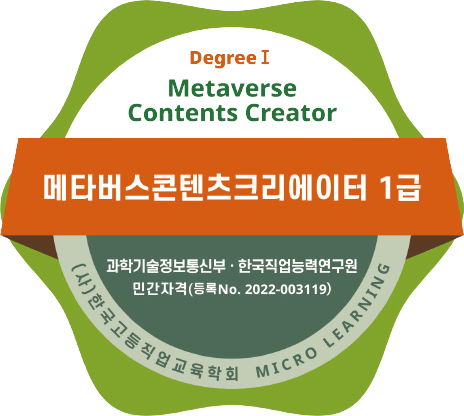 Degree Ⅰ
Metaverse
Contents Creator
메타버스콘텐츠크리에이터 1급
과학기술정보통신부 · 한국직업능력연구원
민간자격(등록No. 2022-003119)
(사)한국고등직업교육학회 MICRO LEARNING